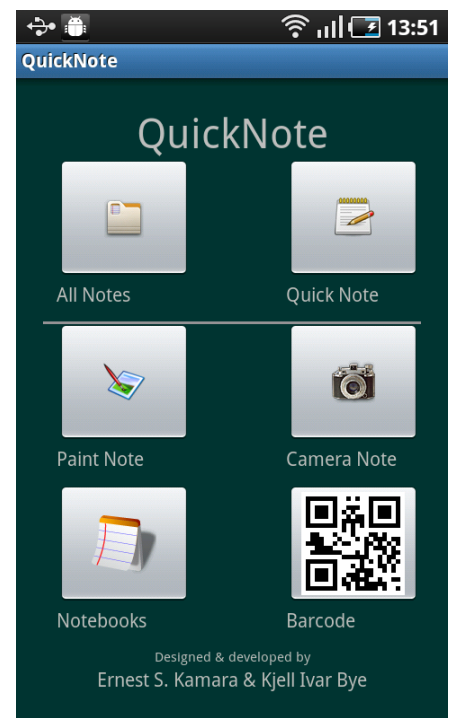 13:51
QuickNote
QuickNote
All Notes
Quick Note
Paint Note
Camera Note
Notebooks
Barcode
Designed & developed by
Ernest S. Kamara & Kjell Ivar Bye